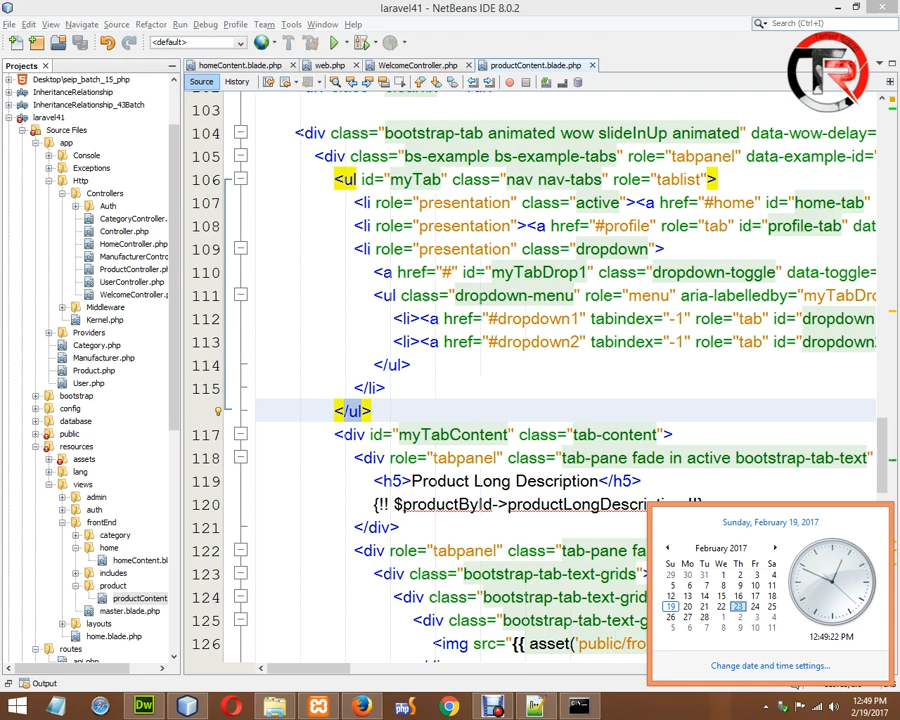 laravel41 - NetBeans IDE 8.0.2
File Edit View Navigate Source Refactor Run Debug Profile Team Tools Window Help
Search (Ctrl+I)
<default>
Projects
homeContent.blade.php
web.php
WelcomeController.php
productContent.blade.php
Source History
Desktop\seip_batch_15_php
InheritanceRelationship
InheritanceRelationship_43Batch
laravel41
Source Files
app
Console
Exceptions
Http
Controllers
Auth
CategoryController.
Controller.php
HomeController.php
ManufacturerContro
ProductController.p
UserController.php
WelcomeController.p
Middleware
Kernel.php
Providers
Category.php
Manufacturer.php
Product.php
User.php
bootstrap
config
database
public
resources
assets
lang
views
admin
auth
frontEnd
category
home
homeContent.bl
includes
product
productContent
master.blade.php
layouts
home.blade.php
routes
Output
103
104 <div class="bootstrap-tab animated wow slideInUp animated" data-wow-delay=
105 <div class="bs-example bs-example-tabs" role="tabpanel" data-example-id=
106 <ul id="myTab" class="nav nav-tabs" role="tablist">
107 <li role="presentation" class="active"><a href="#home" id="home-tab"
108 <li role="presentation"><a href="#profile" role="tab" id="profile-tab" dat
109 <li role="presentation" class="dropdown">
110 <a href="#" id="myTabDrop1" class="dropdown-toggle" data-toggle=
111 <ul class="dropdown-menu" role="menu" aria-labelledby="myTabDro
112 <li><a href="#dropdown1" tabindex="-1" role="tab" id="dropdown
113 <li><a href="#dropdown2" tabindex="-1" role="tab" id="dropdown
114 </ul>
115 </li>
</ul>
117 <div id="myTabContent" class="tab-content">
118 <div role="tabpanel" class="tab-pane fade in active bootstrap-tab-text"
119 <h5>Product Long Description</h5>
120 {!! $productById->productLongDescription !!}
121 </div>
122 <div role="tabpanel" class="tab-pane fa
123 <div class="bootstrap-tab-text-grids">
124 <div class="bootstrap-tab-text-grid
125 <div class="bootstrap-tab-text-g
126 <img src="{{ asset('public/fro
Sunday, February 19, 2017
February 2017
Su Mo Tu We Th Fr Sa
29 30 31 1 2 3 4
5 6 7 8 9 10 11
12 13 14 15 16 17 18
19 20 21 22 23 24 25
26 27 28 1 2 3 4
5 6 7 8 9 10 11
12:49:22 PM
Change date and time settings...
12:49 PM
2/19/2017